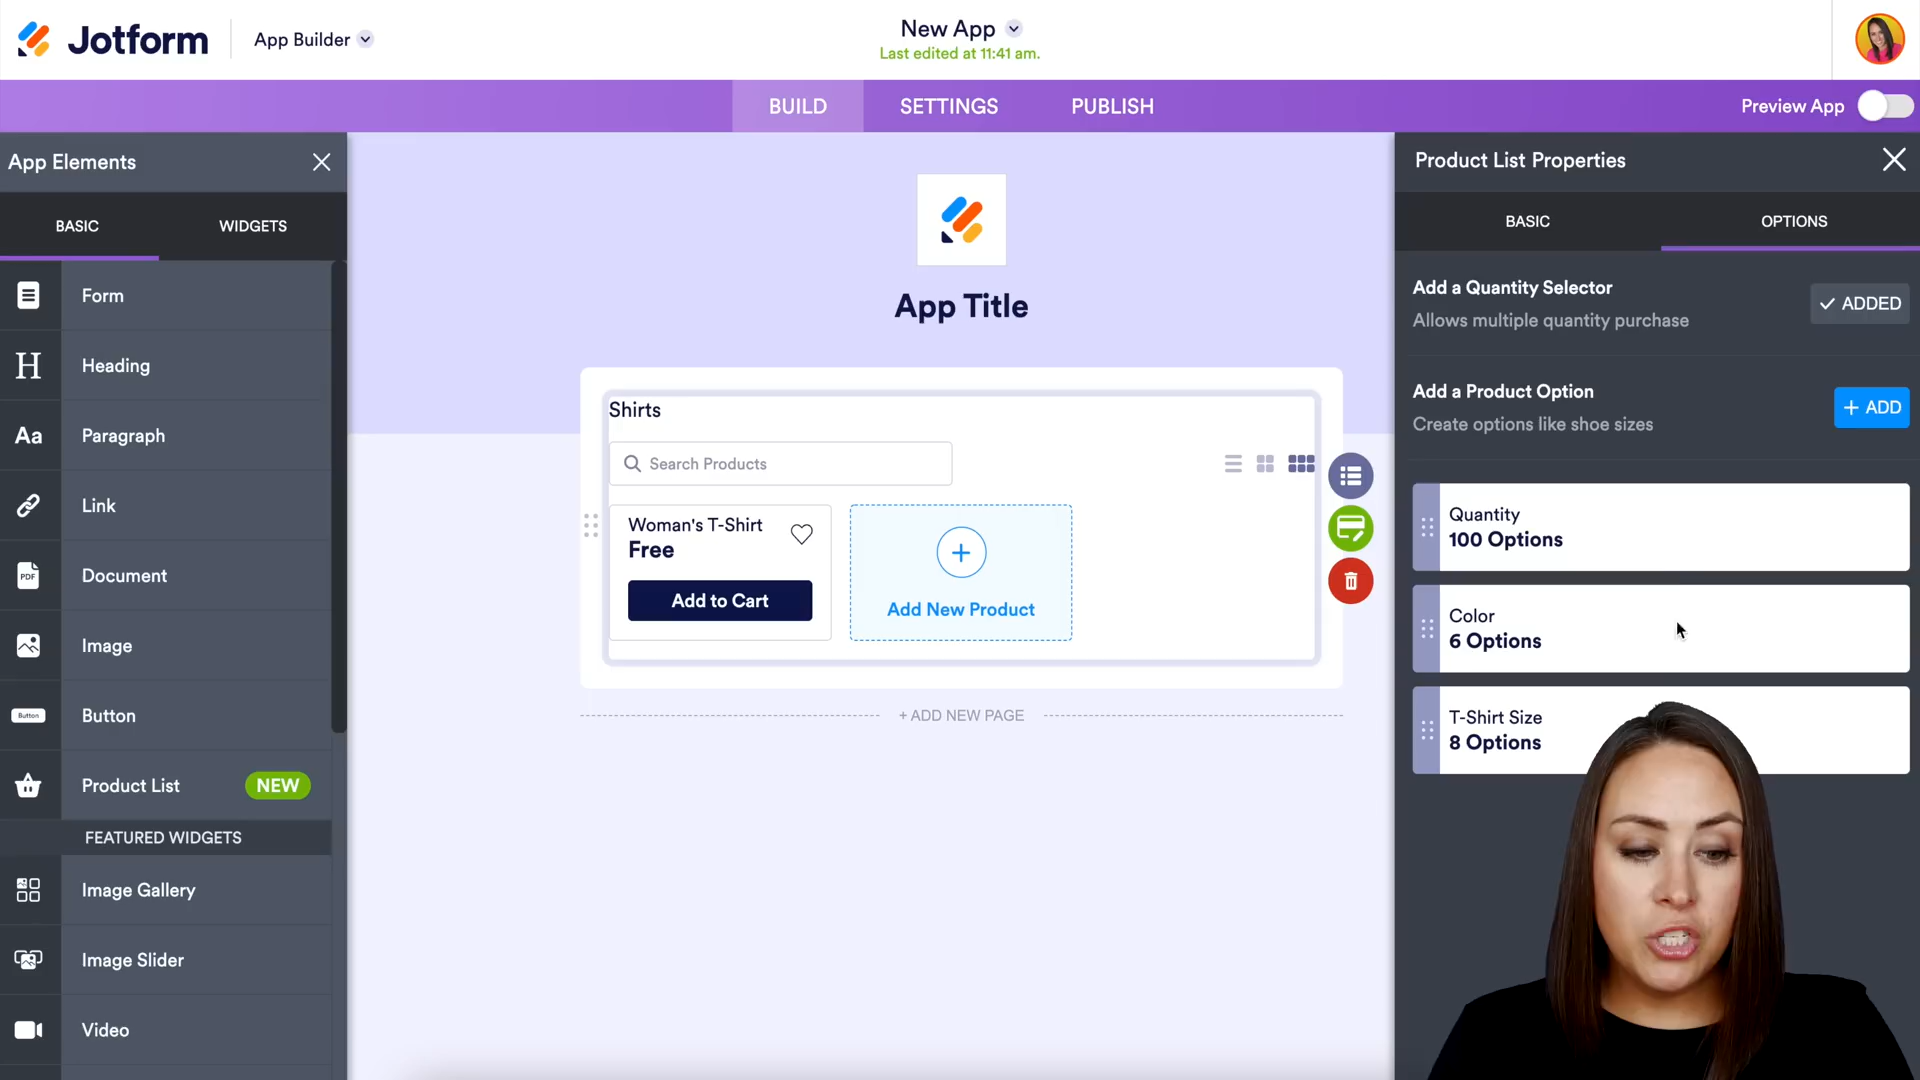 Jotform
App Builder
New App
Last edited at 11:41 am.
BUILD
SETTINGS
PUBLISH
Preview App
App Elements
BASIC
WIDGETS
Form
H
Heading
Aa
Paragraph
Link
PDF
Document
Image
Button
Button
Product List
NEW
FEATURED WIDGETS
Image Gallery
Image Slider
Video
App Title
Shirts
Search Products
Woman's T-Shirt
Free
Add to Cart
Add New Product
+ ADD NEW PAGE
Product List Properties
BASIC
OPTIONS
Add a Quantity Selector
Allows multiple quantity purchase
ADDED
Add a Product Option
Create options like shoe sizes
+ ADD
Quantity
100 Options
Color
6 Options
T-Shirt Size
8 Options